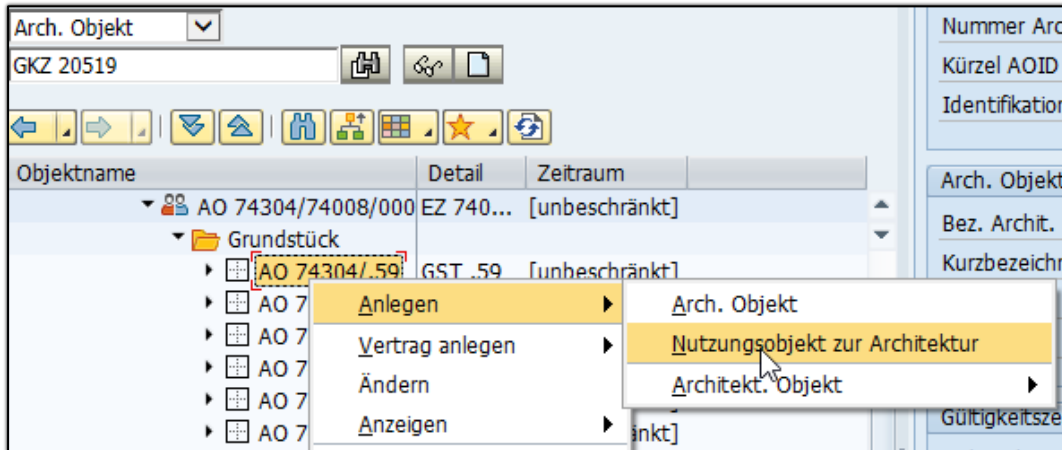 Arch. Objekt
Nummer Arc
GKZ 20519
Kürzel AOID
Identifikation
Objektname Detail Zeitraum
Arch. Objekt
AO 74304/74008/000 EZ 740... [unbeschränkt]
Bez. Archit.
Grundstück
Kurzbezeichn
AO 74304/.59 GST .59 [unbeschränkt]
AO 7
Anlegen
Arch. Objekt
AO 7
Vertrag anlegen
Nutzungsobjekt zur Architektur
AO 7
Ändern
Architekt. Objekt
AO 7
Anzeigen
Gültigkeitsze
AO 7
änkt]